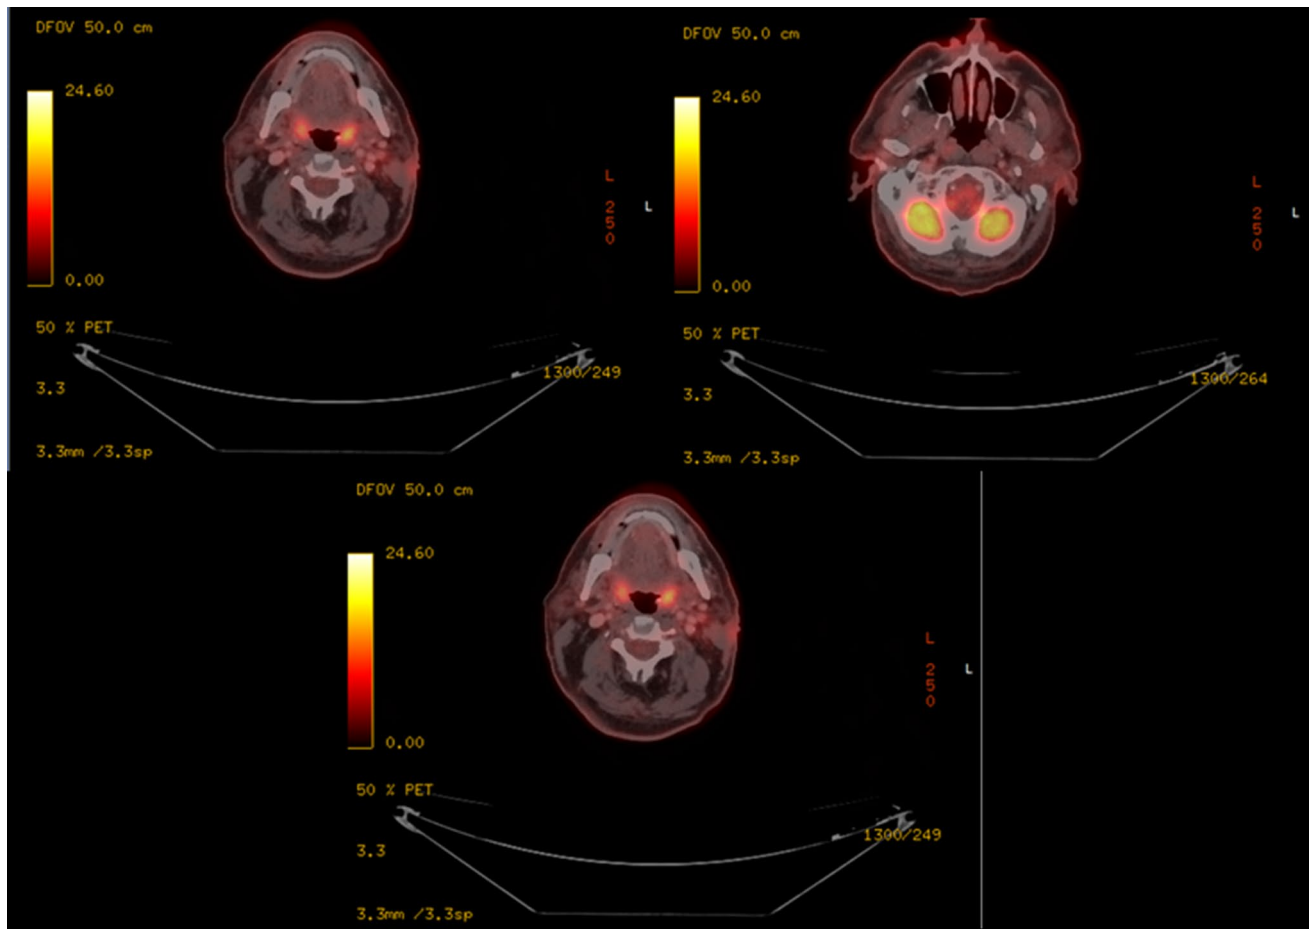 DFOV 50.0 cm
24.60
0.00
50 % PET
3.3
3.3mm /3.3sp
1300/249
L
2
5
0
L
DFOV 50.0 cm
24.60
0.00
50 % PET
3.3
3.3mm /3.3sp
1300/264
L
2
5
0
L
DFOV 50.0 cm
24.60
0.00
50 % PET
3.3
3.3mm /3.3sp
1300/249
L
2
5
0
L